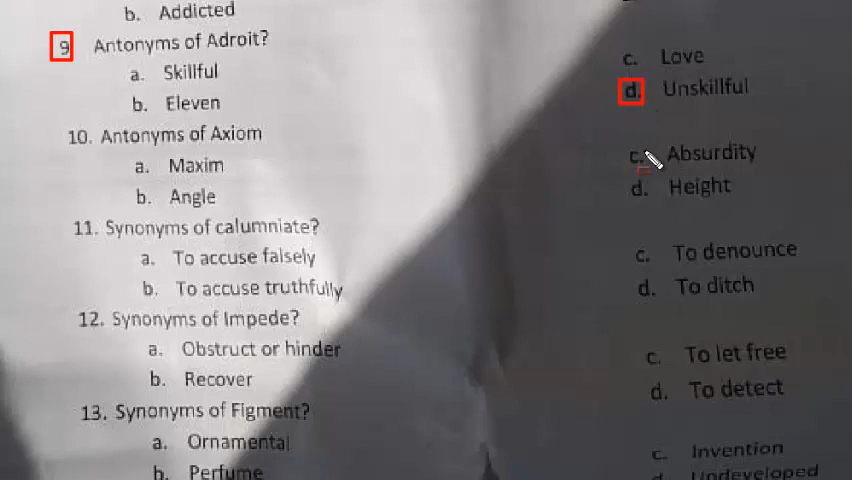 b. Addicted
9 Antonyms of Adroit?
a. Skillful
c. Love
b. Eleven
d. Unskillful
10. Antonyms of Axiom
a. Maxim
c. Absurdity
b. Angle
d. Height
11. Synonyms of calumniate?
a. To accuse falsely
c. To denounce
b. To accuse truthfully
d. To ditch
12. Synonyms of Impede?
a. Obstruct or hinder
c. To let free
b. Recover
d. To detect
13. Synonyms of Figment?
a. Ornamental
c. Invention
b. Perfume
d. Undeveloped